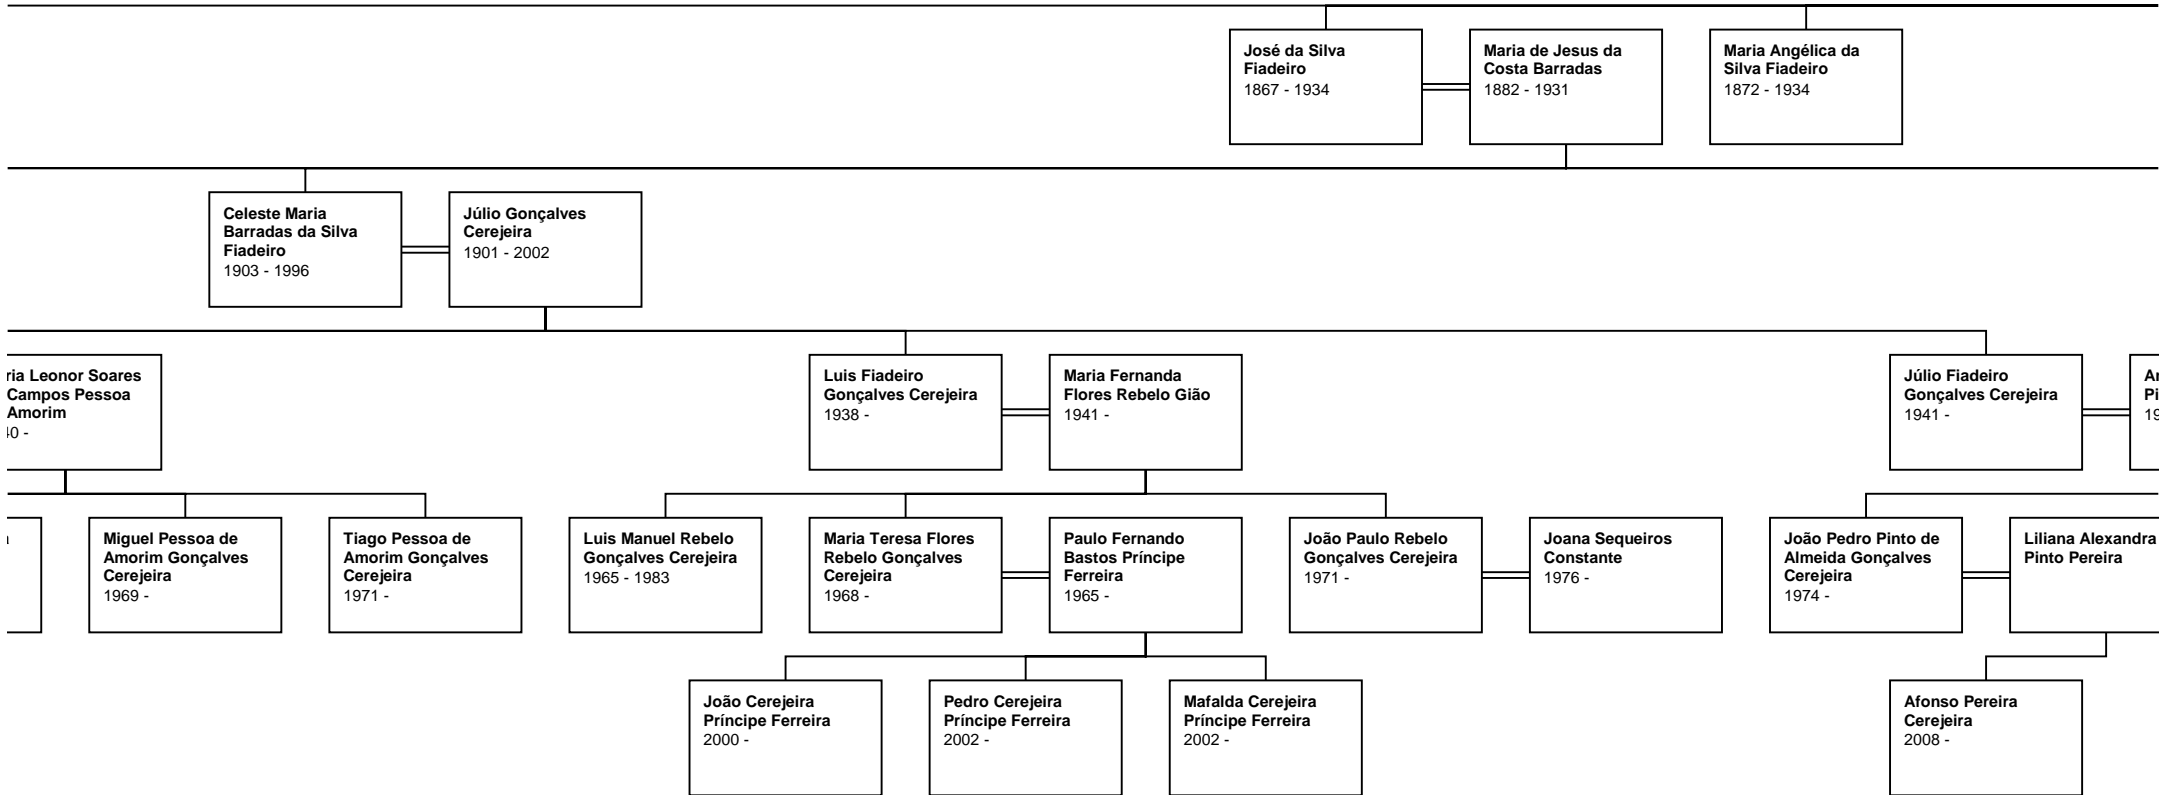 José da Silva
Fiadeiro
1867 - 1934
Maria de Jesus da
Costa Barradas
1882 - 1931
Maria Angélica da
Silva Fiadeiro
1872 - 1934
Celeste Maria
Barradas da Silva
Fiadeiro
1903 - 1996
Júlio Gonçalves
Cerejeira
1901 - 2002
Leonor Soares
Campos Pessoa
Amorim
Luis Fiadeiro
Gonçalves Cerejeira
1938 -
Maria Fernanda
Flores Rebelo Gião
1941 -
Júlio Fiadeiro
Gonçalves Cerejeira
1941 -
Miguel Pessoa de
Amorim Gonçalves
Cerejeira
1969 -
Tiago Pessoa de
Amorim Gonçalves
Cerejeira
1971 -
Luis Manuel Rebelo
Gonçalves Cerejeira
1965 - 1983
Maria Teresa Flores
Rebelo Gonçalves
Cerejeira
1968 -
Paulo Fernando
Bastos Príncipe
Ferreira
1965 -
João Paulo Rebelo
Gonçalves Cerejeira
1971 -
Joana Sequeiros
Constante
1976 -
João Pedro Pinto de
Almeida Gonçalves
Cerejeira
1974 -
Liliana Alexandra
Pinto Pereira
João Cerejeira
Príncipe Ferreira
2000 -
Pedro Cerejeira
Príncipe Ferreira
2002 -
Mafalda Cerejeira
Príncipe Ferreira
2002 -
Afonso Pereira
Cerejeira
2008 -